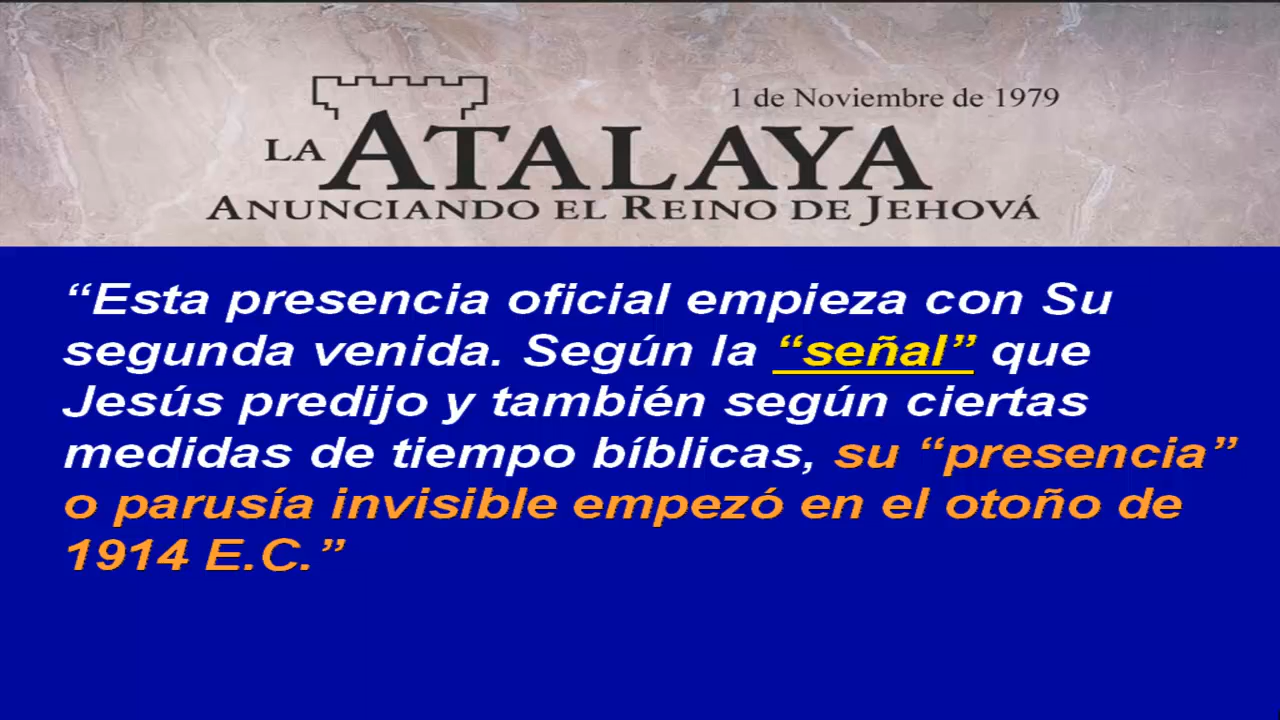 1 de Noviembre de 1979
LA ATALAYA
ANUNCIANDO EL REINO DE JEHOVÁ
“Esta presencia oficial empieza con Su
segunda venida. Según la “señal” que
Jesús predijo y también según ciertas
medidas de tiempo bíblicas, su “presencia”
o parusía invisible empezó en el otoño de
1914 E.C.”